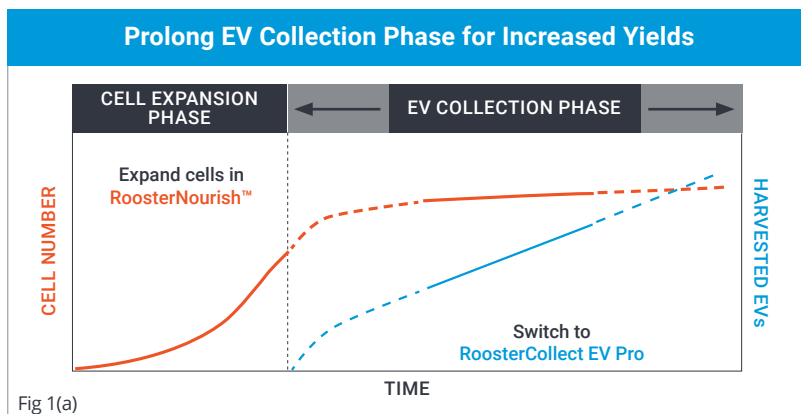 Prolong EV Collection Phase for Increased Yields
CELL EXPANSION
PHASE
EV COLLECTION PHASE
Expand cells in
RoosterNourish™
CELL NUMBER
HARVESTED EVs
Switch to
RoosterCollect EV Pro
TIME
Fig 1(a)